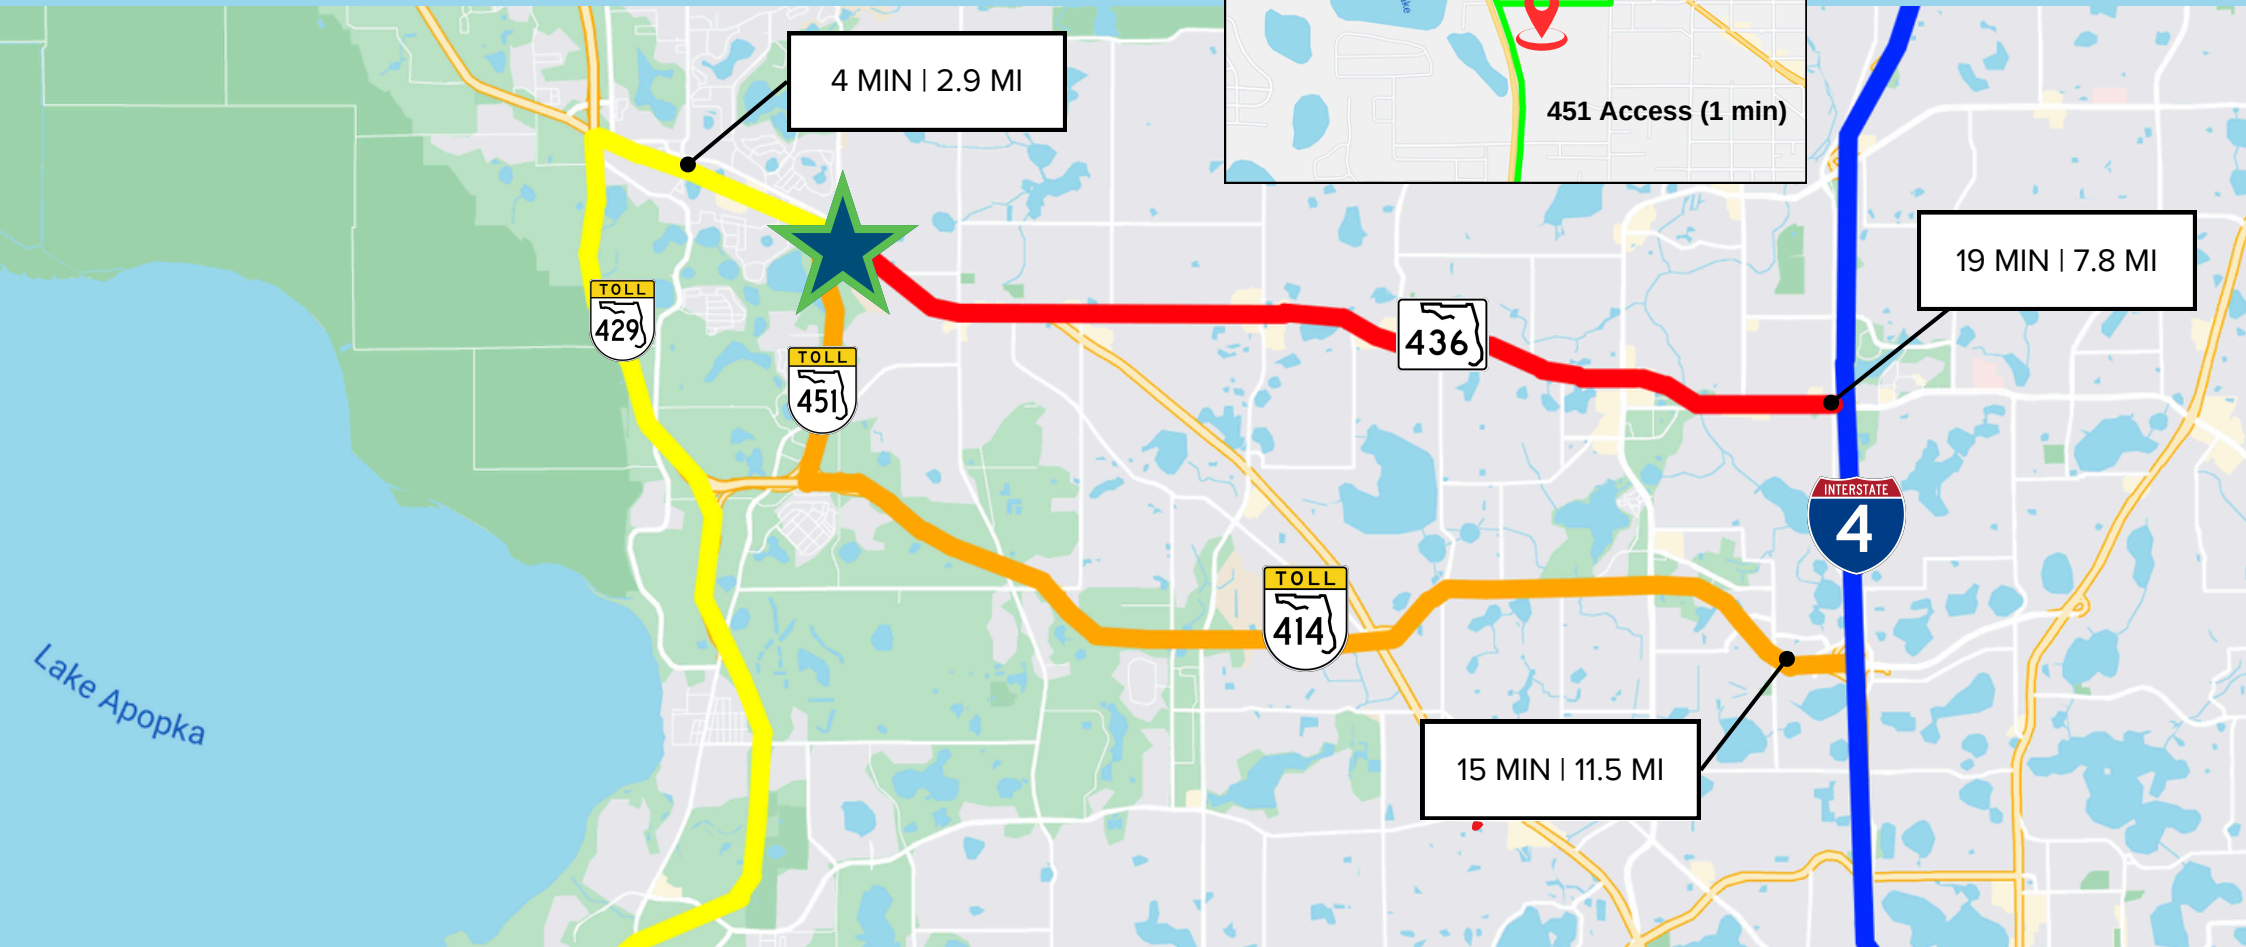 ke
451 Access (1 min)
4 MIN | 2.9 MI
19 MIN | 7.8 MI
TOLL
429
436
TOLL
451
INTERSTATE
4
TOLL
414
Lake Apopka
15 MIN | 11.5 MI